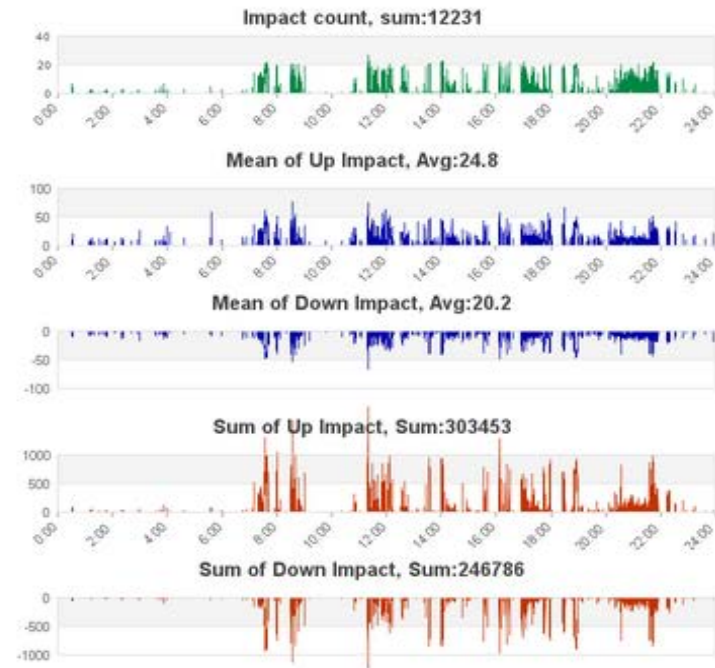 Impact count, sum:12231
40
20
0
0:00 2:00 4:00 6:00 8:00 10:00 12:00 14:00 16:00 18:00 20:00 22:00 24:00
Mean of Up Impact, Avg:24.8
100
50
0
0:00 2:00 4:00 6:00 8:00 10:00 12:00 14:00 16:00 18:00 20:00 22:00 24:00
Mean of Down Impact, Avg:20.2
0
-50
-100
Sum of Up Impact, Sum:303453
1000
500
0
0:00 2:00 4:00 6:00 8:00 10:00 12:00 14:00 16:00 18:00 20:00 22:00 24:00
Sum of Down Impact, Sum:246786
0
-500
-1000